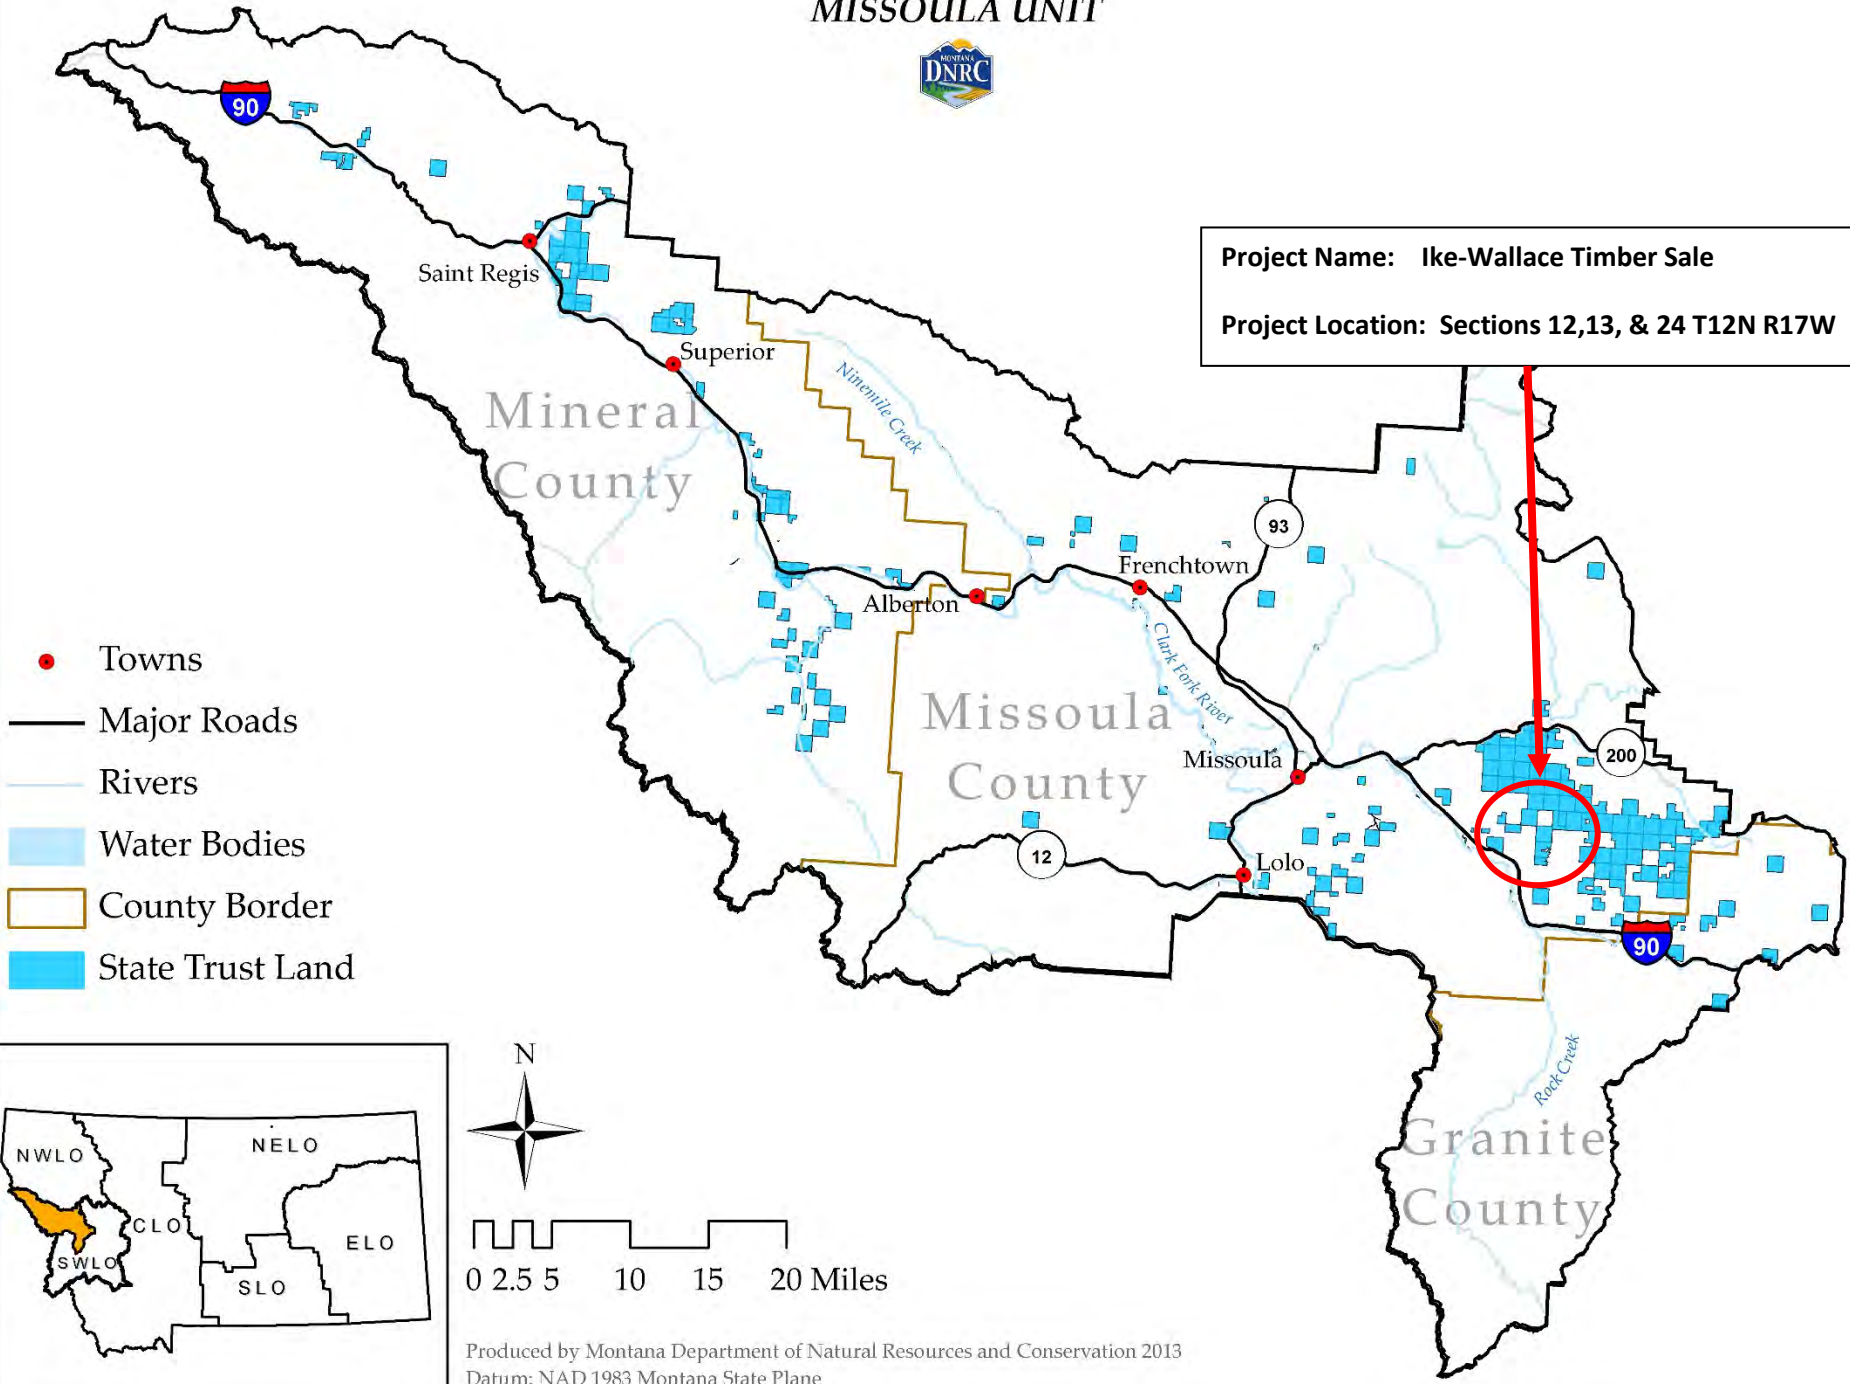 MISSOULA UNIT
MONTANA
DNRC
90
Project Name: Ike-Wallace Timber Sale
Project Location: Sections 12,13, & 24 T12N R17W
Saint Regis
Superior
Ninemile Creek
Mineral
County
93
Frenchtown
Alberton
Clark Fork River
Missoula
County
Missoula
200
12
Lolo
90
Rock Creek
Granite
County
Towns
Major Roads
Rivers
Water Bodies
County Border
State Trust Land
N
NWLO
NELO
CLO
SWLO
ELO
SLO
0 2.5 5 10 15 20 Miles
Produced by Montana Department of Natural Resources and Conservation 2013
Datum: NAD 1983 Montana State Plane